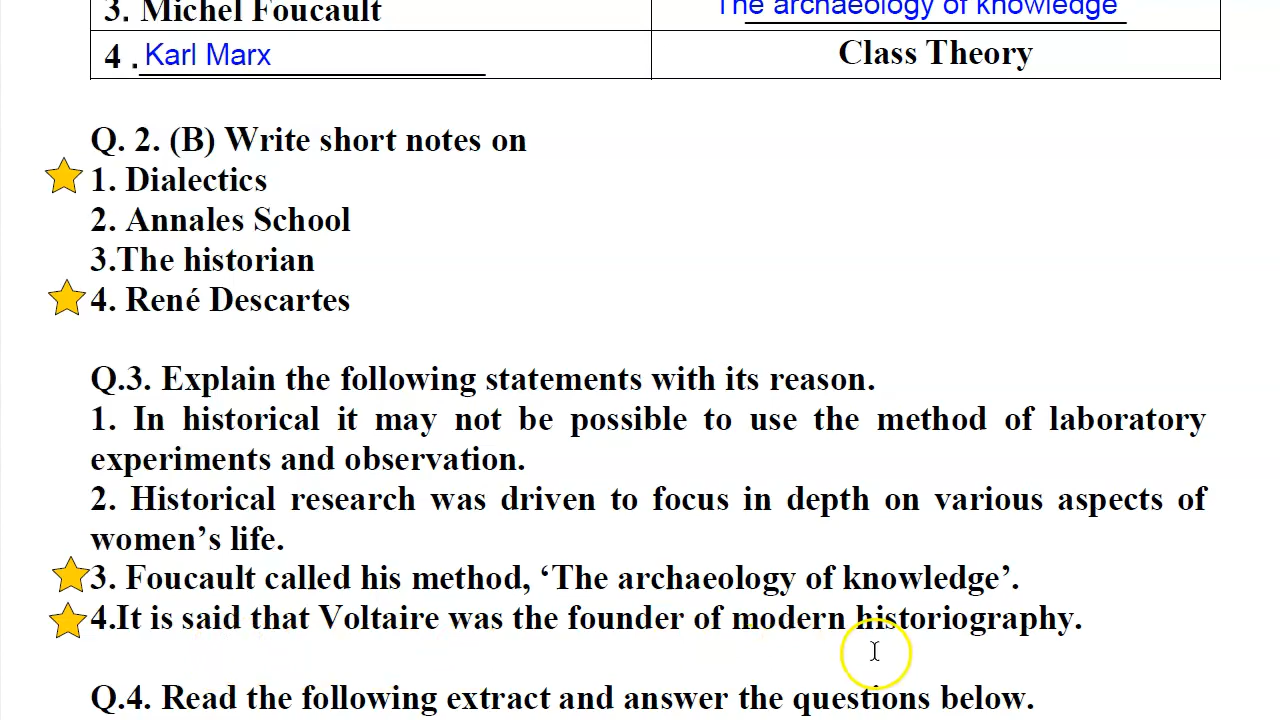 3. Michel Foucault
The archaeology of knowledge
4 . Karl Marx
Class Theory
Q. 2. (B) Write short notes on
1. Dialectics
2. Annales School
3.The historian
4. René Descartes
Q.3. Explain the following statements with its reason.
1. In historical it may not be possible to use the method of laboratory
experiments and observation.
2. Historical research was driven to focus in depth on various aspects of
women’s life.
3. Foucault called his method, ‘The archaeology of knowledge’.
4.It is said that Voltaire was the founder of modern historiography.
Q.4. Read the following extract and answer the questions below.